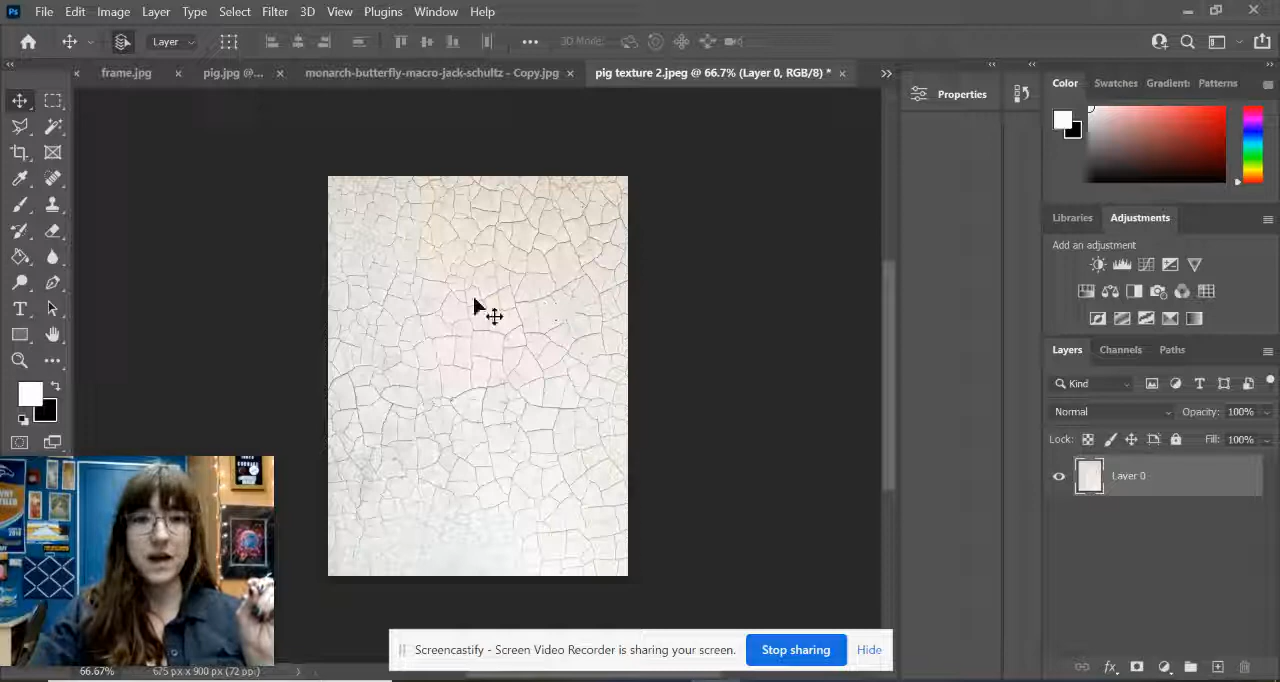 Ps File Edit Image Layer Type Select Filter 3D View Plugins Window Help
Layer 3D Mode:
frame.jpg × pig.jpg @... × monarch-butterfly-macro-jack-schultz - Copy.jpg × pig texture 2.jpeg @ 66.7% (Layer 0, RGB/8) * ×
Properties
Color Swatches Gradients Patterns
Libraries Adjustments
Add an adjustment
Layers Channels Paths
Kind
Normal Opacity: 100%
Lock: Fill: 100%
Layer 0
Screencastify - Screen Video Recorder is sharing your screen. Stop sharing Hide
66.67% 675 px x 900 px (72 ppi)
fx